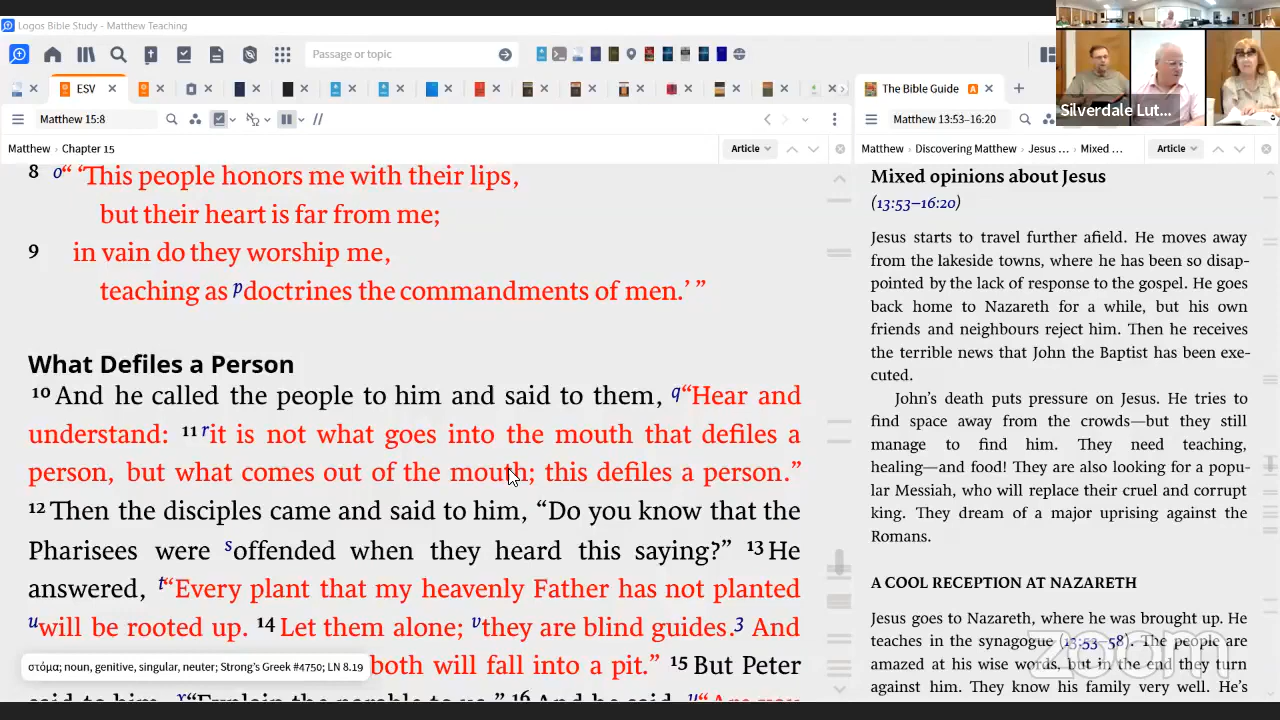 Logos Bible Study - Matthew Teaching
Passage or topic
ESV
The Bible Guide A
Silverdale Lut...
Matthew 15:8
Matthew 13:53–16:20
Matthew › Chapter 15
Article
Matthew › Discovering Matthew › Jesus ... › Mixed ...
Article
8 o“ ‘This people honors me with their lips,
but their heart is far from me;
9 in vain do they worship me,
teaching as p doctrines the commandments of men.’ ”
What Defiles a Person
10 And he called the people to him and said to them, q“Hear and
understand: 11 r it is not what goes into the mouth that defiles a
person, but what comes out of the mouth; this defiles a person.”
12 Then the disciples came and said to him, “Do you know that the
Pharisees were s offended when they heard this saying?” 13 He
answered, t“Every plant that my heavenly Father has not planted
u will be rooted up. 14 Let them alone; v they are blind guides.3 And
both will fall into a pit.” 15 But Peter
στόμα; noun, genitive, singular, neuter; Strong's Greek #4750; LN 8.19
said to him, x“Explain the parable to us.” 16 And he said, y“Are you
Mixed opinions about Jesus
(13:53–16:20)
Jesus starts to travel further afield. He moves away
from the lakeside towns, where he has been so disap-
pointed by the lack of response to the gospel. He goes
back home to Nazareth for a while, but his own
friends and neighbours reject him. Then he receives
the terrible news that John the Baptist has been exe-
cuted.
John’s death puts pressure on Jesus. He tries to
find space away from the crowds—but they still
manage to find him. They need teaching,
healing—and food! They are also looking for a popu-
lar Messiah, who will replace their cruel and corrupt
king. They dream of a major uprising against the
Romans.
A COOL RECEPTION AT NAZARETH
Jesus goes to Nazareth, where he was brought up. He
teaches in the synagogue (13:53–58). The people are
amazed at his wise words, but in the end they turn
against him. They know his family very well. He’s
zoom